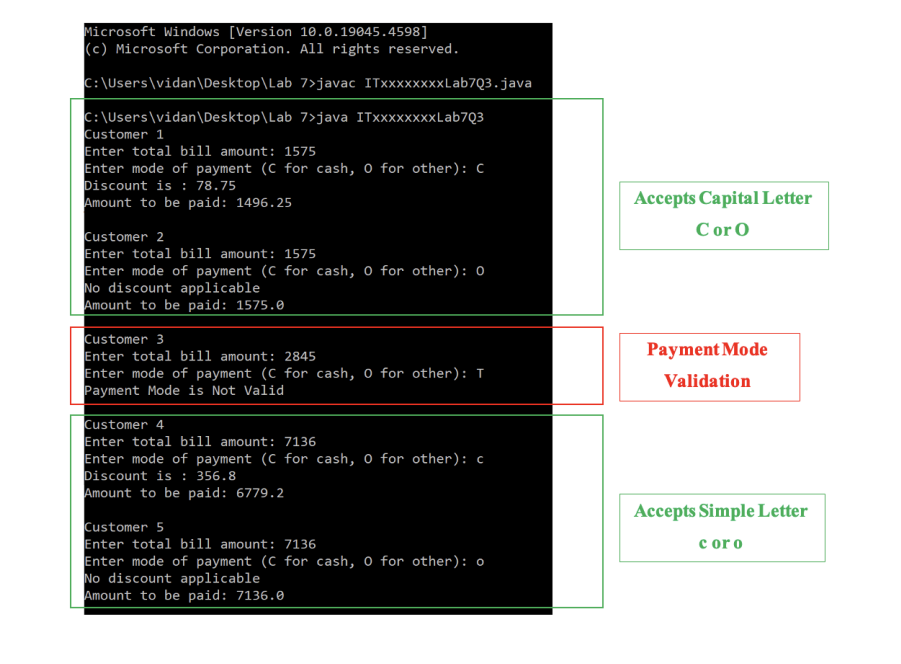 Microsoft Windows [Version 10.0.19045.4598]
(c) Microsoft Corporation. All rights reserved.
C:\Users\vidan\Desktop\Lab 7>javac ITxxxxxxxxLab7Q3.java
C:\Users\vidan\Desktop\Lab 7>java ITxxxxxxxxLab7Q3
Customer 1
Enter total bill amount: 1575
Enter mode of payment (C for cash, O for other): C
Discount is : 78.75
Amount to be paid: 1496.25
Customer 2
Enter total bill amount: 1575
Enter mode of payment (C for cash, O for other): O
No discount applicable
Amount to be paid: 1575.0
Accepts Capital Letter
C or O
Customer 3
Enter total bill amount: 2845
Enter mode of payment (C for cash, O for other): T
Payment Mode is Not Valid
Payment Mode
Validation
Customer 4
Enter total bill amount: 7136
Enter mode of payment (C for cash, O for other): c
Discount is : 356.8
Amount to be paid: 6779.2
Customer 5
Enter total bill amount: 7136
Enter mode of payment (C for cash, O for other): o
No discount applicable
Amount to be paid: 7136.0
Accepts Simple Letter
c or o